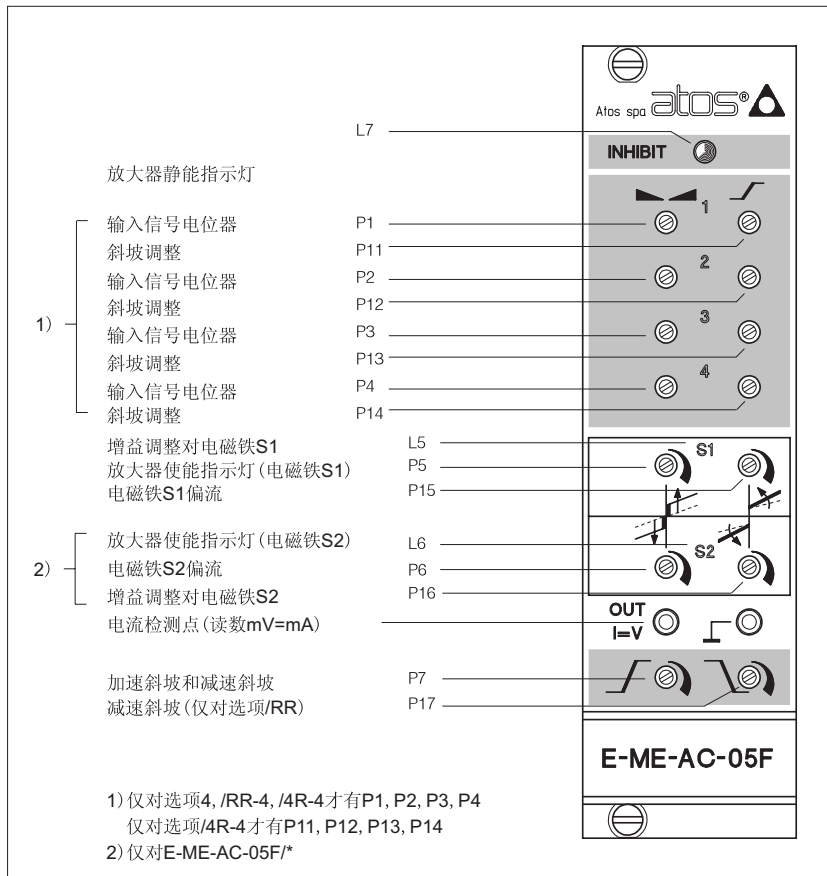 Atos spa atos®
L7
INHIBIT
放大器静能指示灯
1)
输入信号电位器 P1
斜坡调整 P11
1
输入信号电位器 P2
斜坡调整 P12
2
输入信号电位器 P3
斜坡调整 P13
3
输入信号电位器 P4
斜坡调整 P14
4
增益调整对电磁铁S1 L5
S1
放大器使能指示灯(电磁铁S1) P5
电磁铁S1偏流 P15
2)
放大器使能指示灯(电磁铁S2) L6
S2
电磁铁S2偏流 P6
增益调整对电磁铁S2 P16
电流检测点(读数mV=mA)
OUT
I=V
加速斜坡和减速斜坡 P7
减速斜坡(仅对选项/RR) P17
E-ME-AC-05F
1)仅对选项4, /RR-4, /4R-4才有P1, P2, P3, P4
仅对选项/4R-4才有P11, P12, P13, P14
2)仅对E-ME-AC-05F/*